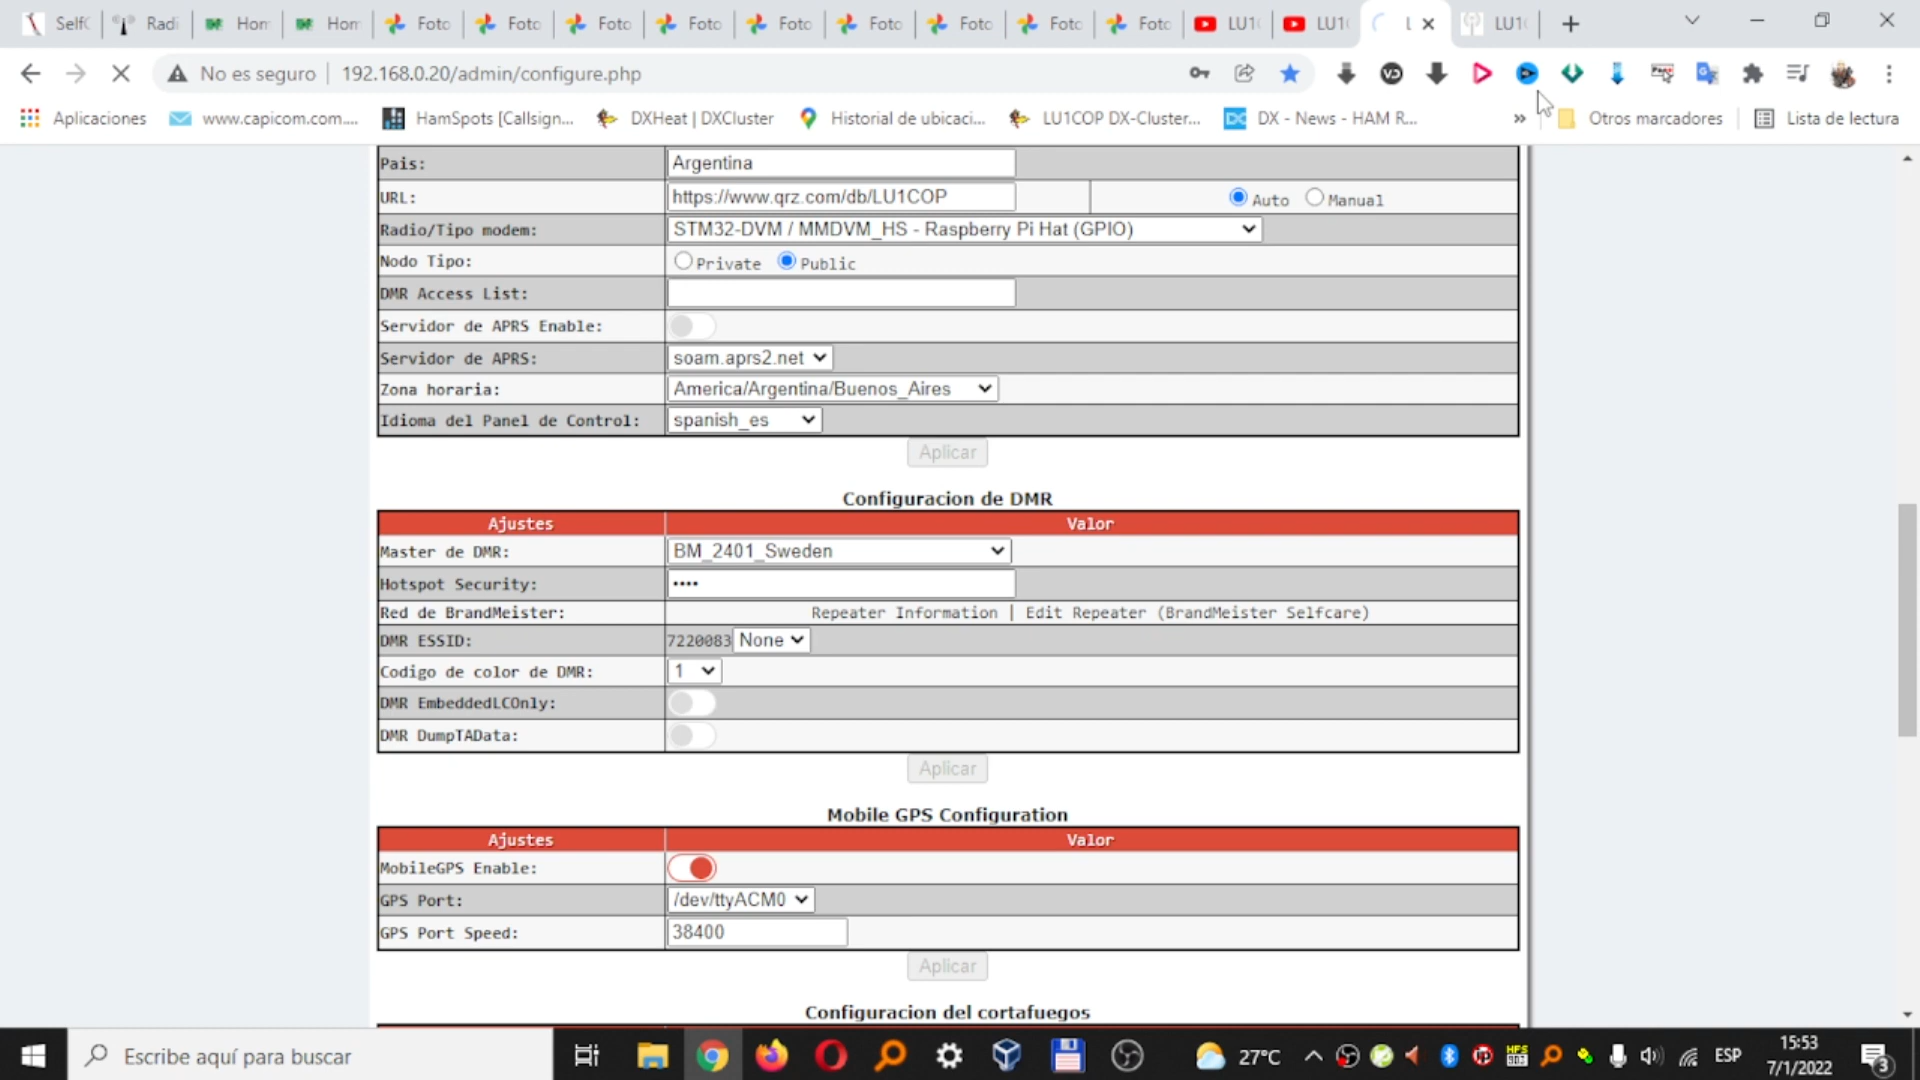 SelfC Radi Hom Hom Foto Foto Foto Foto Foto Foto Foto Foto Foto LU1 LU1 L LU1
No es seguro 192.168.0.20/admin/configure.php
Aplicaciones www.capicom.com.... HamSpots [Callsign... DXHeat | DXCluster Historial de ubicaci... LU1COP DX-Cluster... DX - News - HAM R... » Otros marcadores Lista de lectura
Pais: Argentina
URL: https://www.qrz.com/db/LU1COP Auto Manual
Radio/Tipo modem: STM32-DVM / MMDVM_HS - Raspberry Pi Hat (GPIO)
Nodo Tipo: Private Public
DMR Access List:
Servidor de APRS Enable:
Servidor de APRS: soam.aprs2.net
Zona horaria: America/Argentina/Buenos_Aires
Idioma del Panel de Control: spanish_es
Aplicar
Configuracion de DMR
Ajustes Valor
Master de DMR: BM_2401_Sweden
Hotspot Security: ••••
Red de BrandMeister: Repeater Information | Edit Repeater (BrandMeister Selfcare)
DMR ESSID: 7220083 None
Codigo de color de DMR: 1
DMR EmbeddedLCOnly:
DMR DumpTAData:
Aplicar
Mobile GPS Configuration
Ajustes Valor
MobileGPS Enable:
GPS Port: /dev/ttyACM0
GPS Port Speed: 38400
Aplicar
Configuracion del cortafuegos
Escribe aquí para buscar 27°C ESP 15:53
7/1/2022 3